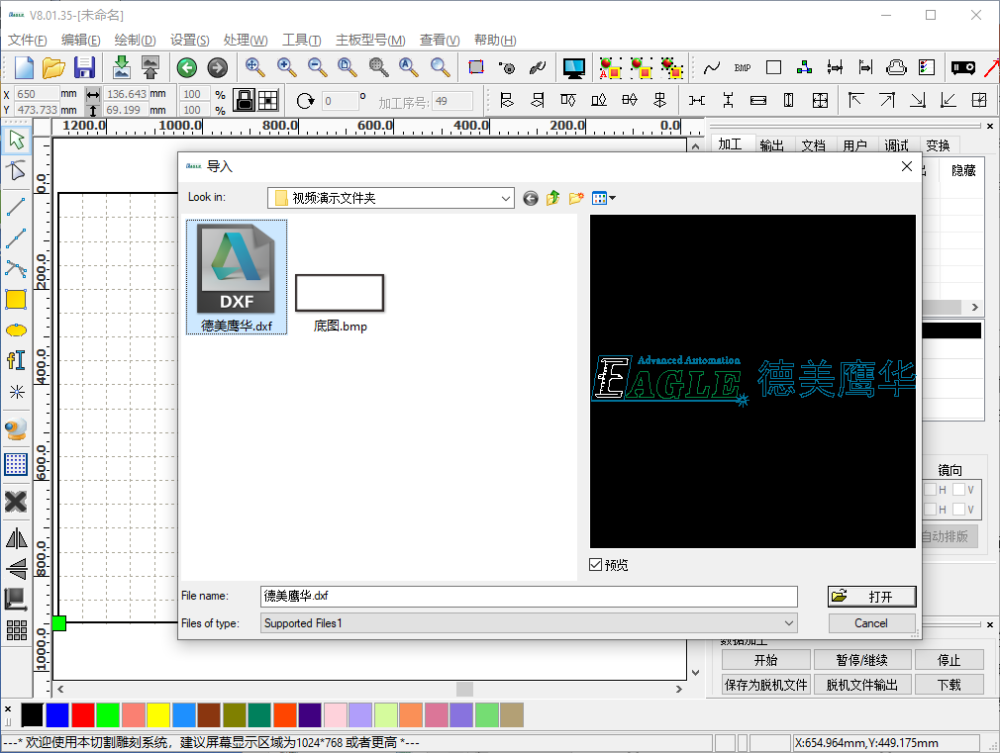 V8.01.35-[未命名]
文件(F) 编辑(E) 绘制(D) 设置(S) 处理(W) 工具(T) 主板型号(M) 查看(V) 帮助(H)
BMP
X 650 mm 136.643 mm 100 %
Y 473.733 mm 69.199 mm 100 %
0 ° 加工序号: 49
1200.0 1000.0 800.0 600.0 400.0 200.0 0.0
0.0
200.0
400.0
600.0
800.0
1000.0
加工 输出 文档 用户 调试 变换
隐藏
导入
Look in: 视频演示文件夹
DXF
德美鹰华.dxf
底图.bmp
Advanced Automation
EAGLE 德美鹰华
预览
File name: 德美鹰华.dxf 打开
Files of type: Supported Files1 Cancel
镜向
H V
H V
自动排版
数据加工
开始 暂停/继续 停止
保存为脱机文件 脱机文件输出 下载
---* 欢迎使用本切割雕刻系统，建议屏幕显示区域为1024*768 或者更高 *---
X:654.964mm,Y:449.175mm